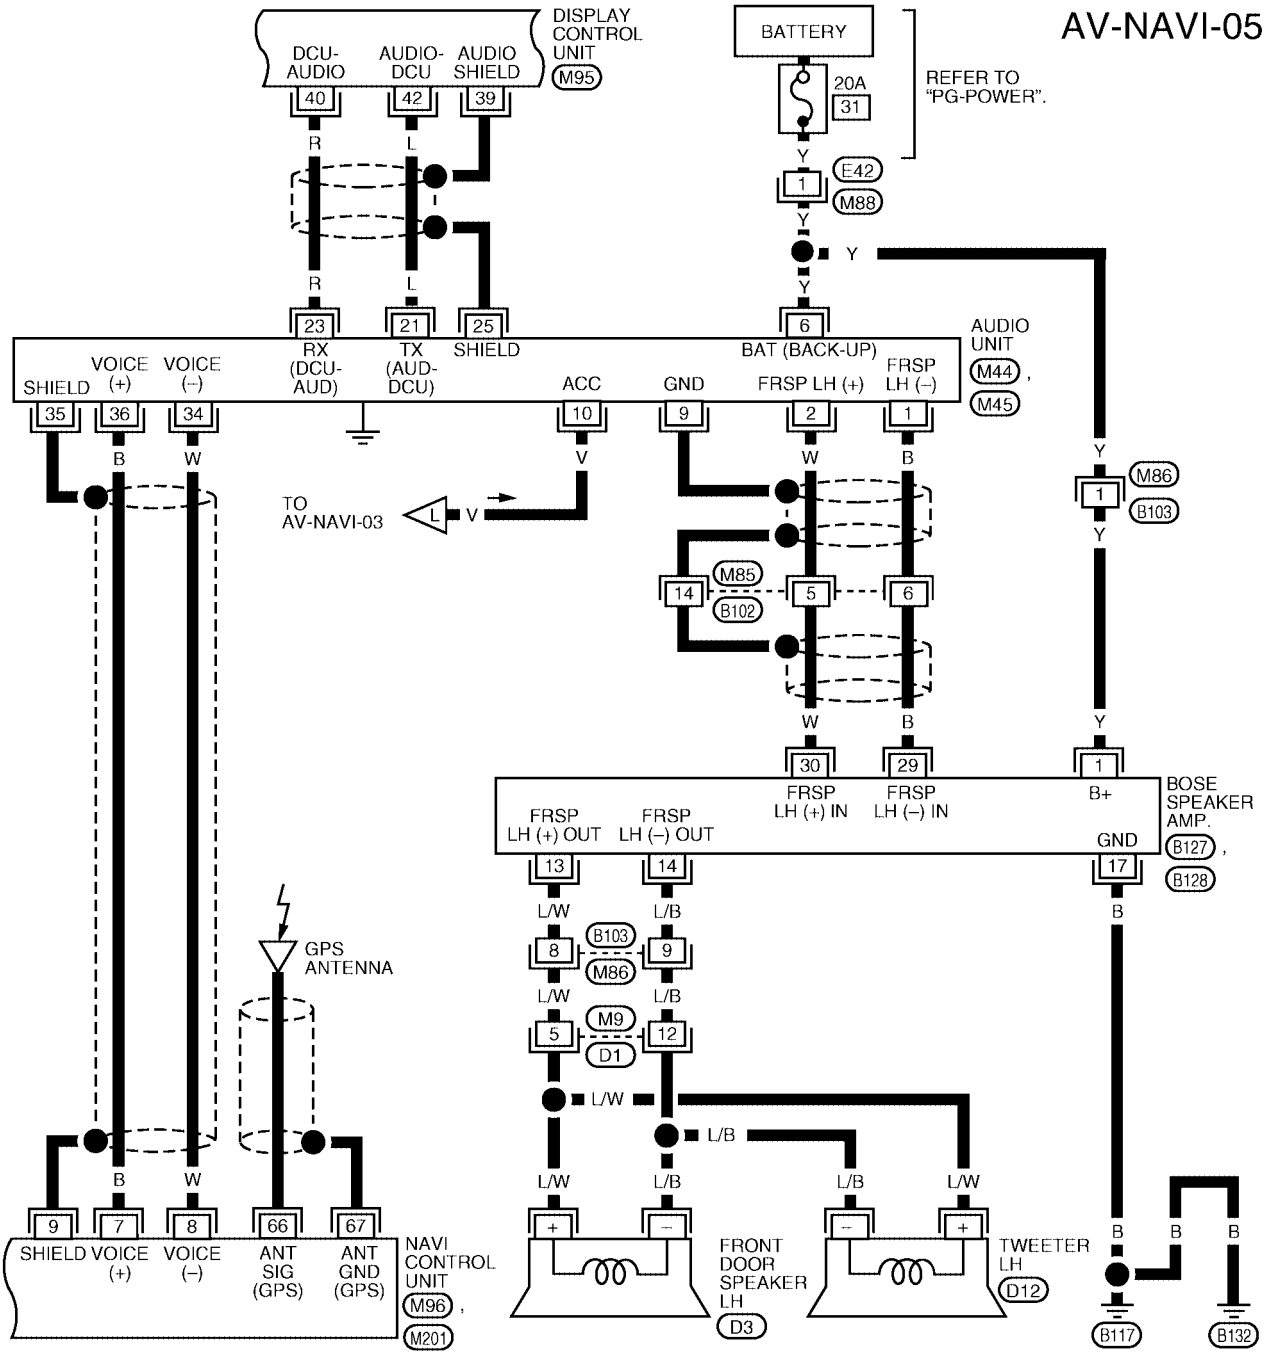 AV-NAVI-05
DISPLAY
CONTROL
UNIT
M95
DCU-
AUDIO
AUDIO-
DCU
AUDIO
SHIELD
40
42
39
R
L
R
L
BATTERY
20A
31
REFER TO
"PG-POWER".
Y
1
E42
M88
Y
Y
Y
23
21
25
6
RX
(DCU-
AUD)
TX
(AUD-
DCU)
SHIELD
BAT (BACK-UP)
AUDIO
UNIT
M44 ,
M45
SHIELD
VOICE
(+)
VOICE
(–)
ACC
GND
FRSP LH (+)
FRSP
LH (–)
35
36
34
10
9
2
1
B
W
V
W
B
Y
TO
AV-NAVI-03
L
V
1
M86
B103
Y
14
M85
B102
5
6
W
B
Y
30
29
1
FRSP
LH (+) IN
FRSP
LH (–) IN
B+
BOSE
SPEAKER
AMP.
B127 ,
B128
FRSP
LH (+) OUT
FRSP
LH (–) OUT
GND
13
14
17
L/W
L/B
B
8
B103
M86
9
L/W
L/B
5
M9
D1
12
L/W
L/B
GPS
ANTENNA
B
W
L/W
L/B
L/B
L/W
B
B
B
9
7
8
66
67
+
–
–
+
SHIELD
VOICE
(+)
VOICE
(–)
ANT
SIG
(GPS)
ANT
GND
(GPS)
NAVI
CONTROL
UNIT
M96 ,
M201
FRONT
DOOR
SPEAKER
LH
D3
TWEETER
LH
D12
B117
B132